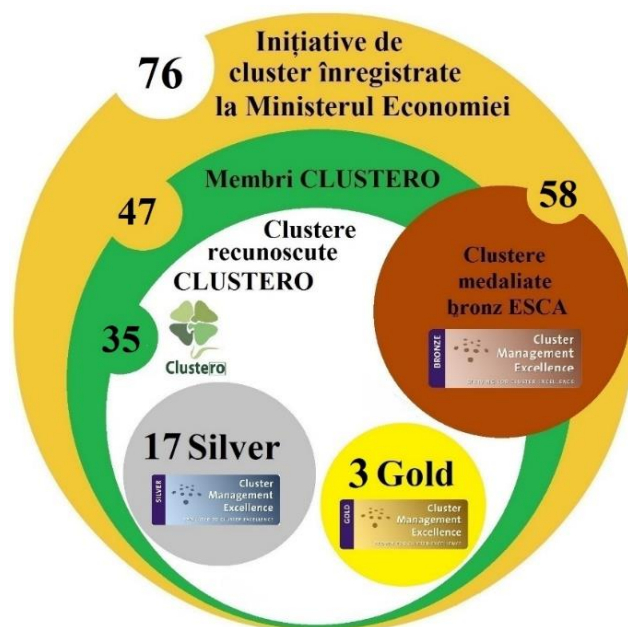 76
Inițiative de
cluster înregistrate
la Ministerul Economiei
47
Membri CLUSTERO
58
Clustere
recunoscute
CLUSTERO
Clustere
medaliate
bronz ESCA
35
Clustero
BRONZE
Cluster
Management
Excellence
17 Silver
SILVER
Cluster
Management
Excellence
3 Gold
GOLD
Cluster
Management
Excellence